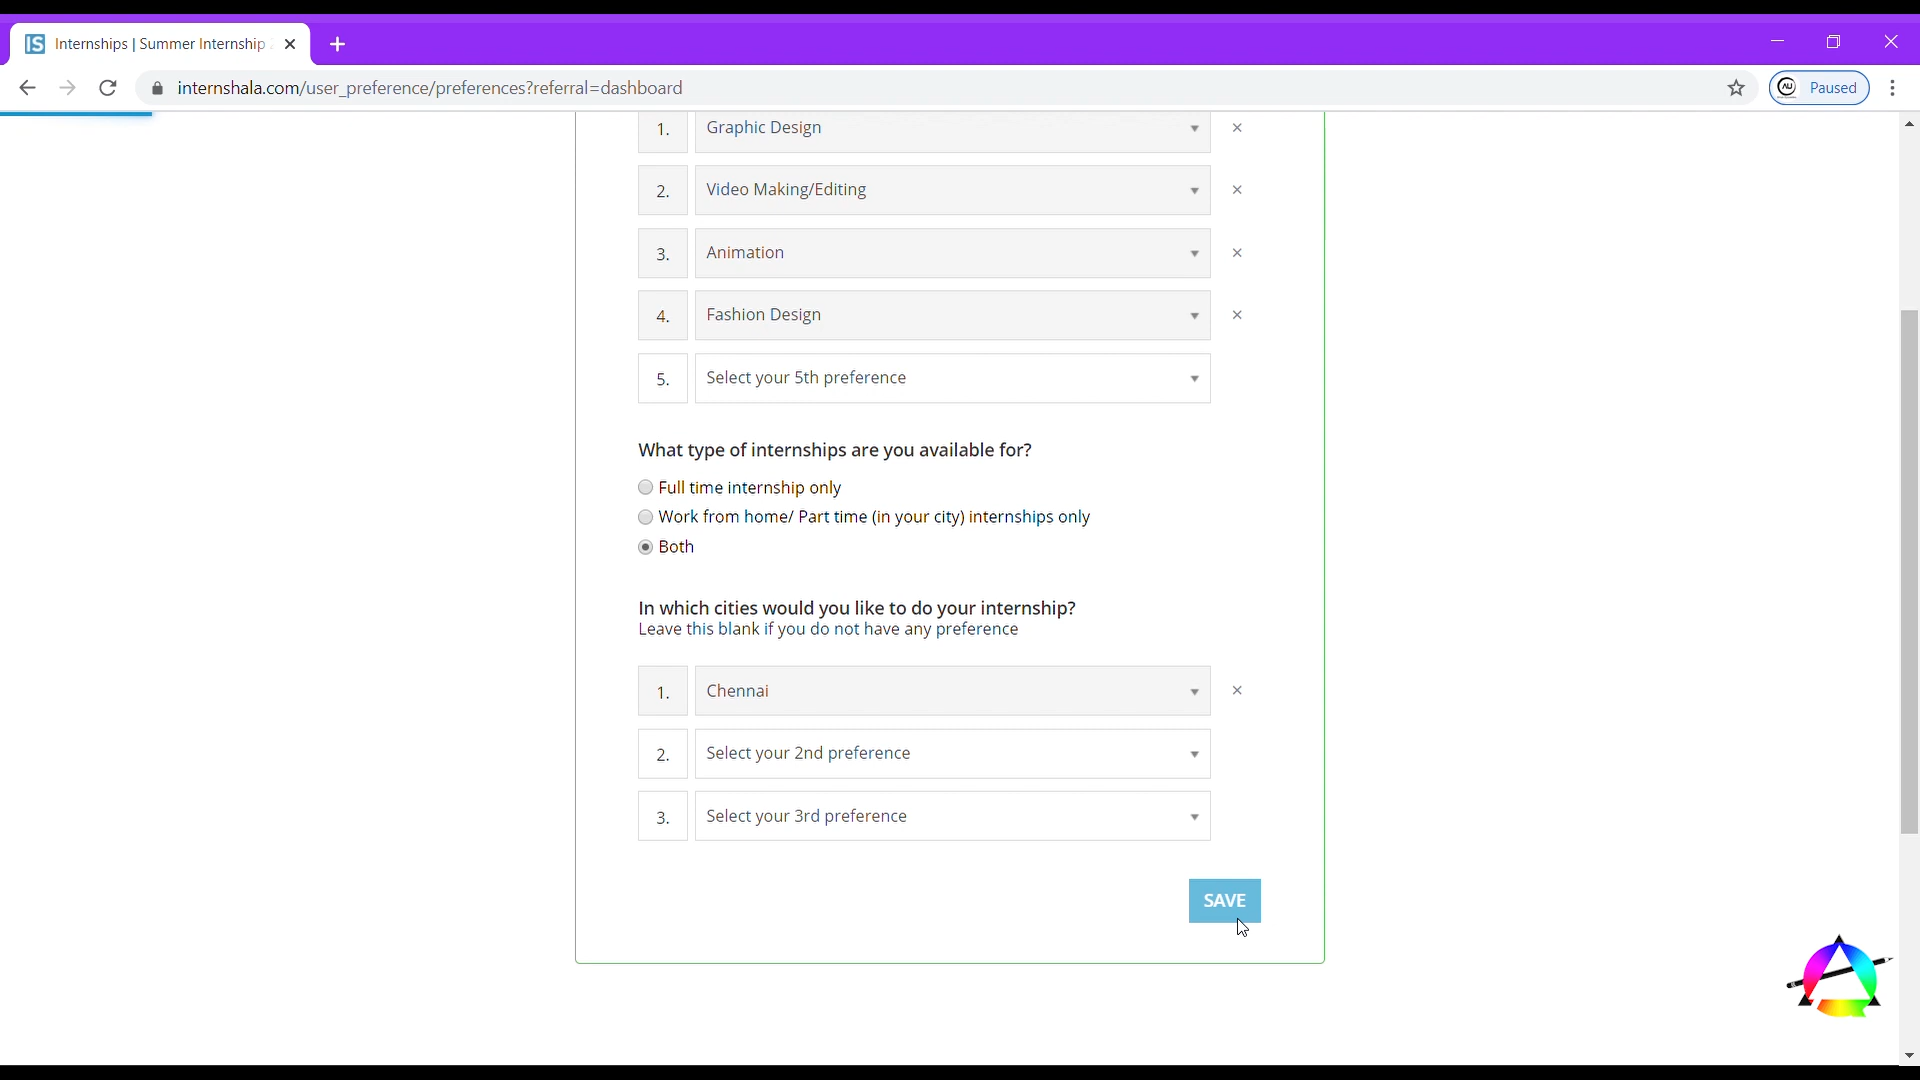 IS Internships | Summer Internship
internshala.com/user_preference/preferences?referral=dashboard
AU Paused
1. Graphic Design
2. Video Making/Editing
3. Animation
4. Fashion Design
5. Select your 5th preference
What type of internships are you available for?
Full time internship only
Work from home/ Part time (in your city) internships only
Both
In which cities would you like to do your internship?
Leave this blank if you do not have any preference
1. Chennai
2. Select your 2nd preference
3. Select your 3rd preference
SAVE